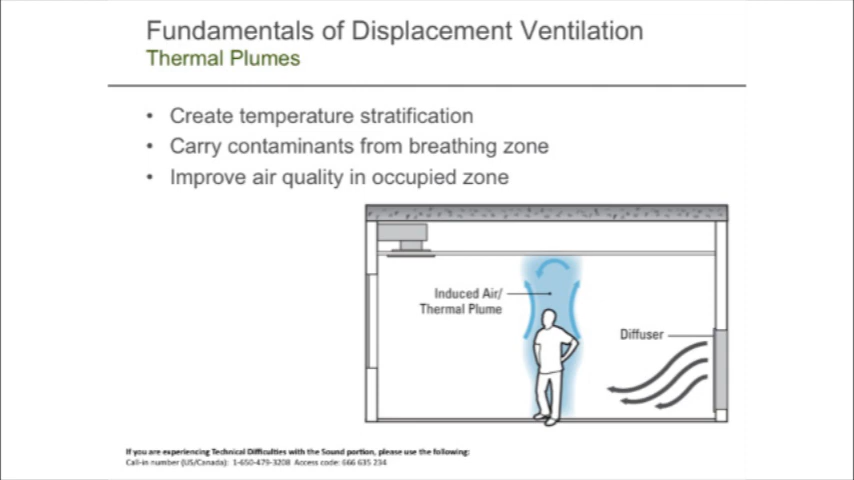 Fundamentals of Displacement Ventilation
Thermal Plumes
• Create temperature stratification
• Carry contaminants from breathing zone
• Improve air quality in occupied zone
Induced Air/
Thermal Plume
Diffuser
If you are experiencing Technical Difficulties with the Sound portion, please use the following:
Call-in number (US/Canada): 1-650-479-3208 Access code: 666 635 234